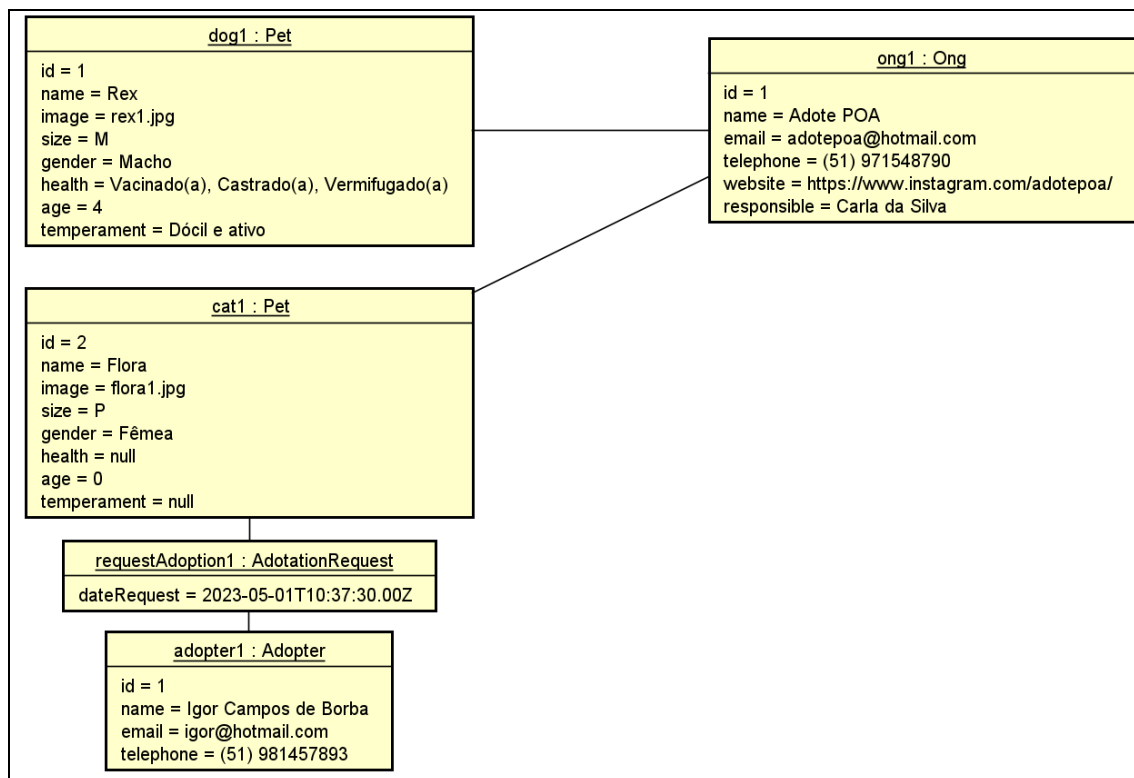 dog1 : Pet
id = 1
name = Rex
image = rex1.jpg
size = M
gender = Macho
health = Vacinado(a), Castrado(a), Vermifugado(a)
age = 4
temperament = Dócil e ativo
ong1 : Ong
id = 1
name = Adote POA
email = adotepoa@hotmail.com
telephone = (51) 971548790
website = https://www.instagram.com/adotepoa/
responsible = Carla da Silva
cat1 : Pet
id = 2
name = Flora
image = flora1.jpg
size = P
gender = Fêmea
health = null
age = 0
temperament = null
requestAdoption1 : AdotationRequest
dateRequest = 2023-05-01T10:37:30.00Z
adopter1 : Adopter
id = 1
name = Igor Campos de Borba
email = igor@hotmail.com
telephone = (51) 981457893